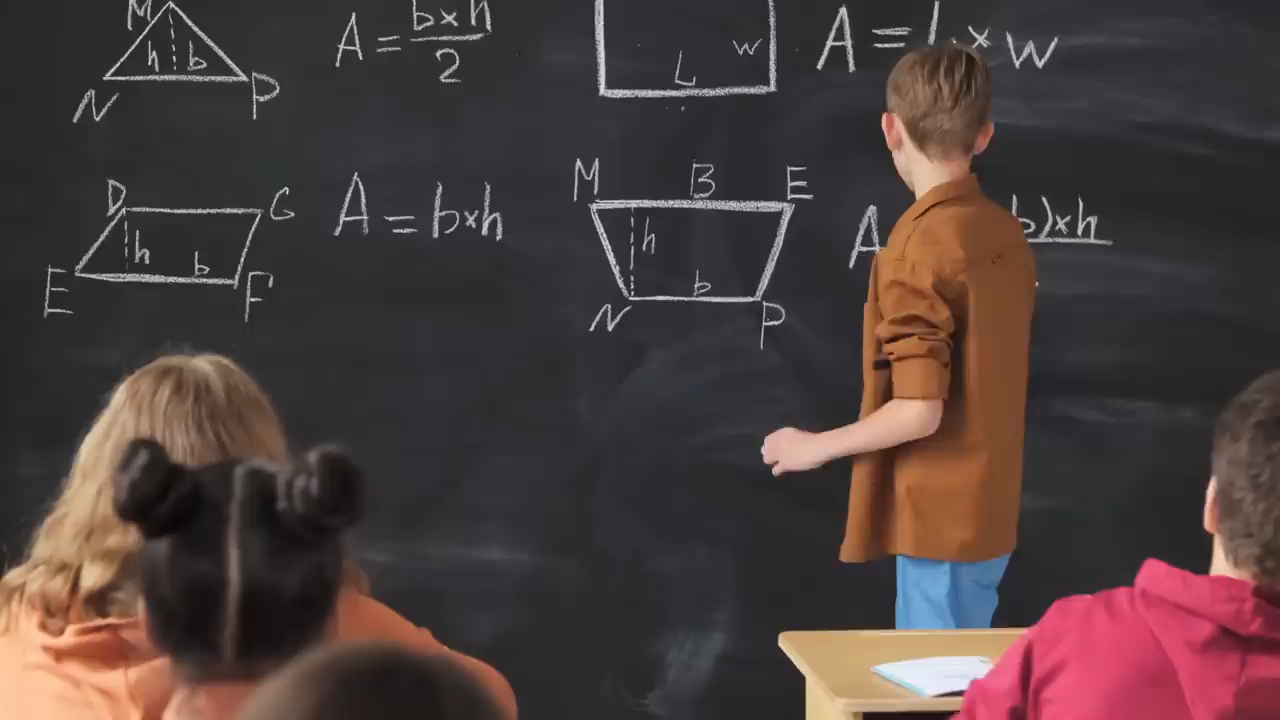 M
h b
N P
A = b×h
2
L w
A = L × w
D G
h b
E F
A = b×h
M B E
h
b
N P
A b)×h